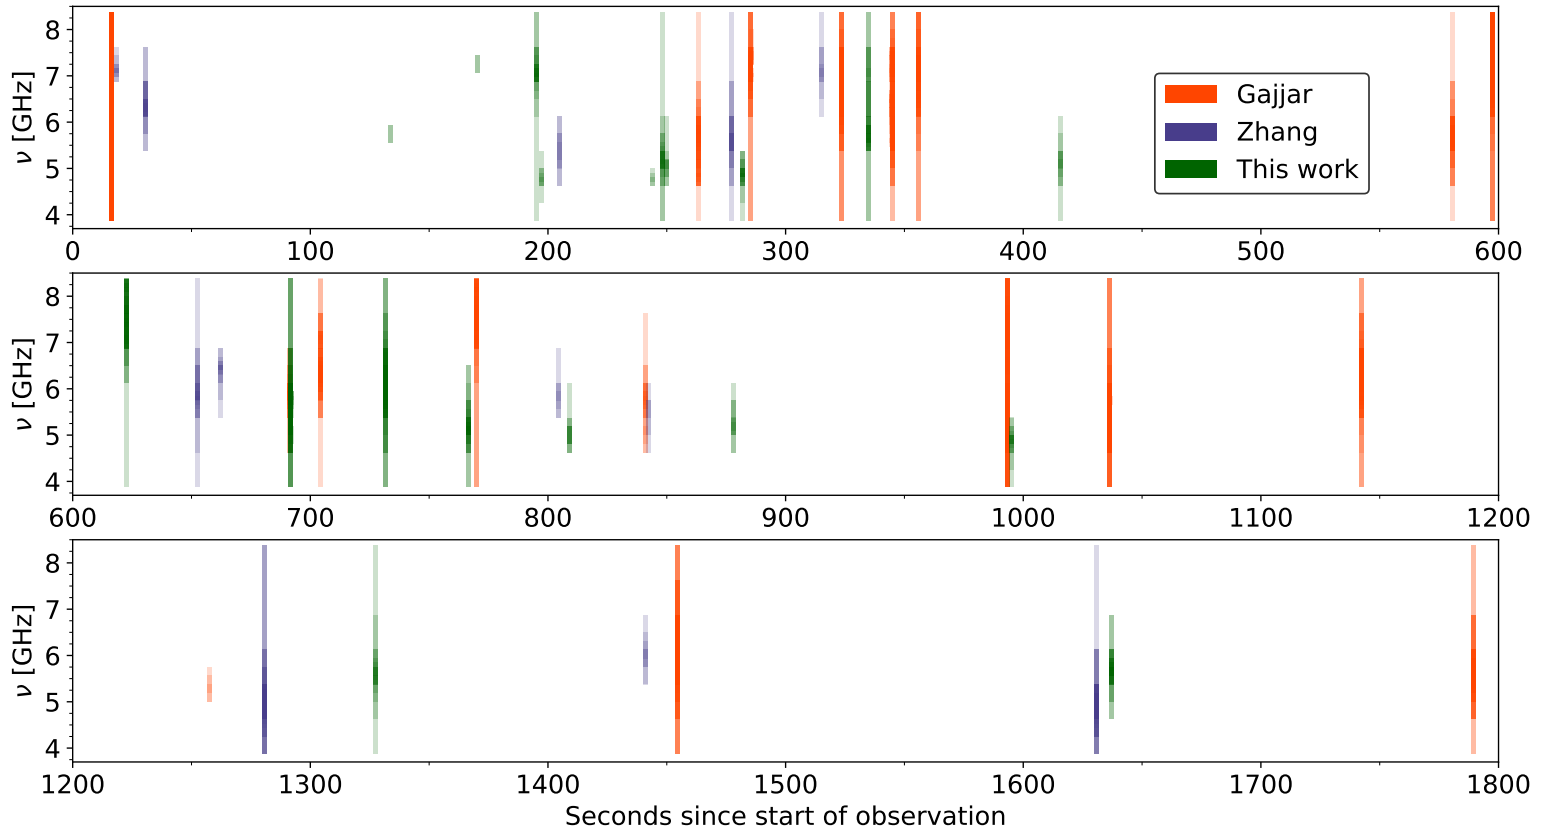 8
7
6
5
4
ν [GHz]
0 100 200 300 400 500 600
Gajjar
Zhang
This work
8
7
6
5
4
ν [GHz]
600 700 800 900 1000 1100 1200
8
7
6
5
4
ν [GHz]
1200 1300 1400 1500 1600 1700 1800
Seconds since start of observation